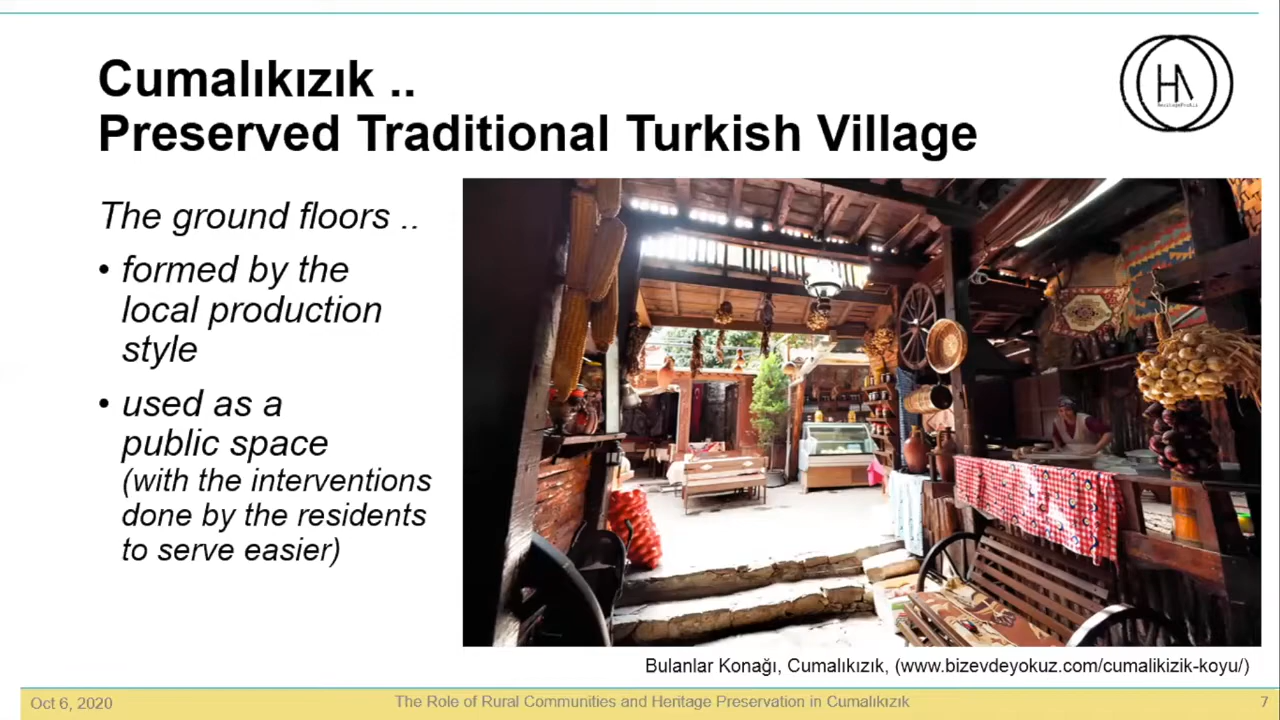 Cumalıkızık ..
Preserved Traditional Turkish Village
HA
The ground floors ..
• formed by the
local production
style
• used as a
public space
(with the interventions
done by the residents
to serve easier)
Bulanlar Konağı, Cumalıkızık, (www.bizevdeyokuz.com/cumalikizik-koyu/)
Oct 6, 2020
The Role of Rural Communities and Heritage Preservation in Cumalıkızık
7